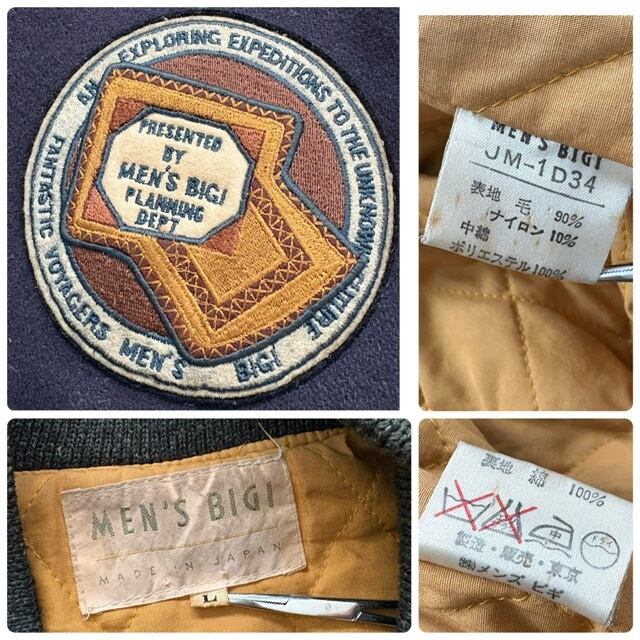 AN EXPLORING EXPEDITIONS TO THE UNKNOWN FUTURE
FANTASTIC VOYAGERS MEN'S BIGI
PRESENTED
BY
MEN'S BIGI
PLANNING
DEPT
MEN'S BIGI
JM-1D34
表地 毛 90%
ナイロン 10%
中綿
ポリエステル100%
MEN'S BIGI
MADE IN JAPAN
L
裏地 綿 100%
中 ドライ
製造・販売・東京
㈱メンズ ビギ